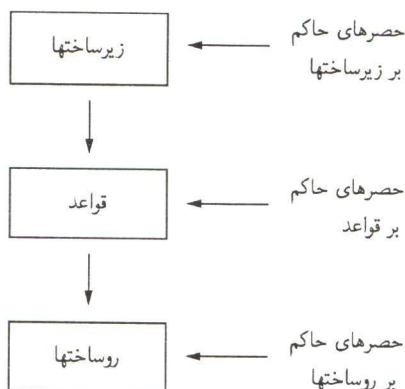 حصرهای حاکم
بر زیرساختها
زیرساختها
حصرهای حاکم
بر قواعد
قواعد
حصرهای حاکم
بر روساختها
روساختها